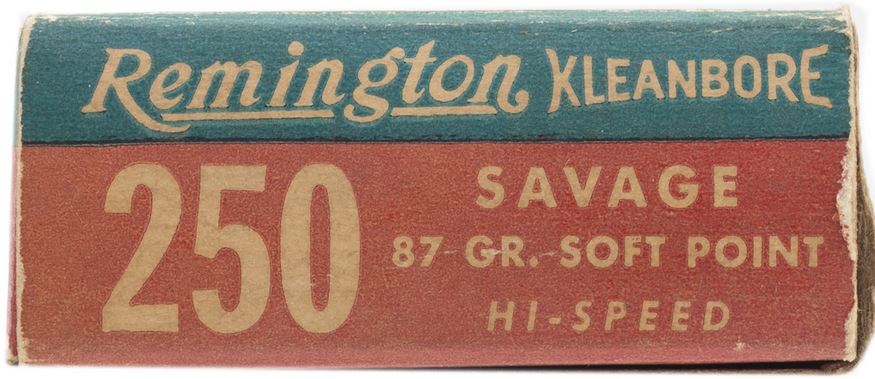 Remington KLEANBORE
250
SAVAGE
87-GR.-SOFT POINT
HI-SPEED